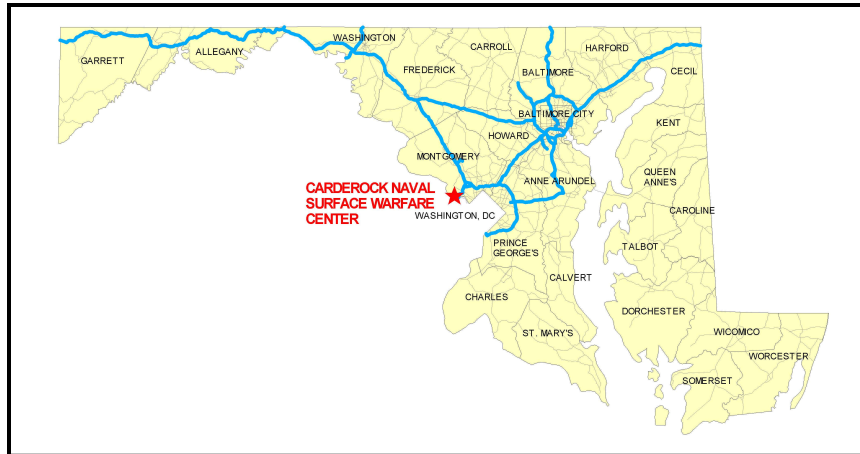 WASHINGTON
CARROLL
HARFORD
ALLEGANY
GARRETT
FREDERICK
BALTIMORE
CECIL
BALTIMORE CITY
KENT
HOWARD
MONTGOMERY
QUEEN
ANNE'S
ANNE ARUNDEL
CARDEROCK NAVAL
SURFACE WARFARE
CENTER
WASHINGTON, DC
CAROLINE
PRINCE
GEORGE'S
TALBOT
CALVERT
CHARLES
DORCHESTER
ST. MARY'S
WICOMICO
WORCESTER
SOMERSET